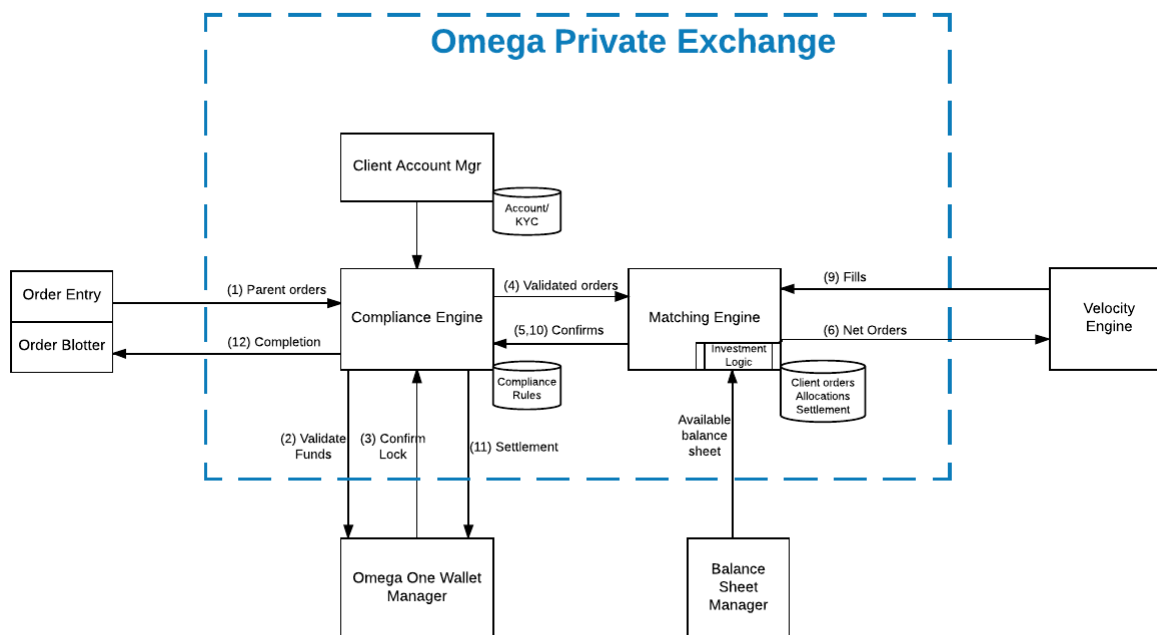 Omega Private Exchange
Client Account Mgr
Account/
KYC
Order Entry
(1) Parent orders
Compliance Engine
(4) Validated orders
Matching Engine
(9) Fills
Velocity
Engine
Order Blotter
(12) Completion
(5,10) Confirms
(6) Net Orders
Investment
Logic
Compliance
Rules
Client orders
Allocations
Settlement
(2) Validate
Funds
(3) Confirm
Lock
(11) Settlement
Available
balance
sheet
Omega One Wallet
Manager
Balance
Sheet
Manager